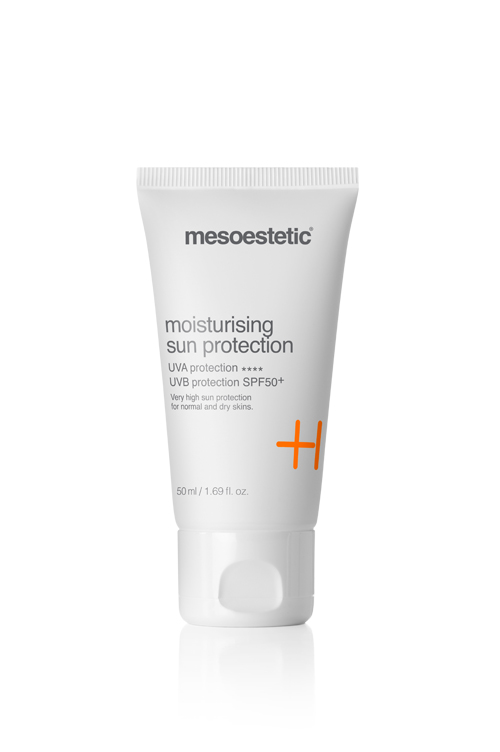 mesoestetic®
moisturising
sun protection
UVA protection ★★★★
UVB protection SPF50+
Very high sun protection
for normal and dry skins.
H
50 ml / 1.69 fl. oz.